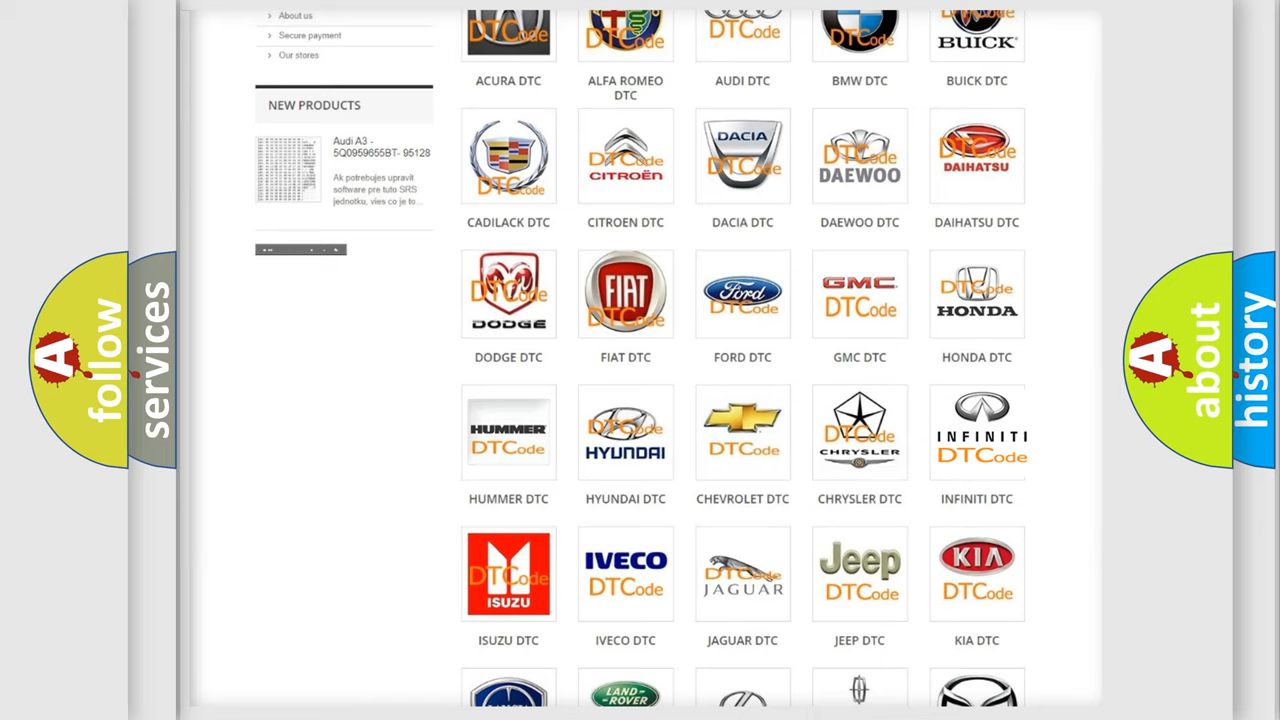 About us
Secure payment
Our stores
NEW PRODUCTS
Audi A3 -
5Q0959655BT- 95128
Ak potrebujes upravit
software pre tuto SRS
jednotku, vies co je to...
DTCode
DTCode
DTCode
DTCode
BUICK
ACURA DTC
ALFA ROMEO
DTC
AUDI DTC
BMW DTC
BUICK DTC
DTCode
DTCode
CITROËN
DACIA
DTCode
DTCode
DAEWOO
DTCode
DAIHATSU
CADILACK DTC
CITROEN DTC
DACIA DTC
DAEWOO DTC
DAIHATSU DTC
DTCode
DODGE
FIAT
DTCode
Ford
DTCode
GMC
DTCode
DTCode
HONDA
DODGE DTC
FIAT DTC
FORD DTC
GMC DTC
HONDA DTC
HUMMER
DTCode
DTCode
HYUNDAI
DTCode
DTCode
CHRYSLER
INFINITI
DTCode
HUMMER DTC
HYUNDAI DTC
CHEVROLET DTC
CHRYSLER DTC
INFINITI DTC
DTCode
ISUZU
IVECO
DTCode
DTCode
JAGUAR
Jeep
DTCode
KIA
DTCode
ISUZU DTC
IVECO DTC
JAGUAR DTC
JEEP DTC
KIA DTC
LAND-
ROVER
A
follow
services
A
about
history